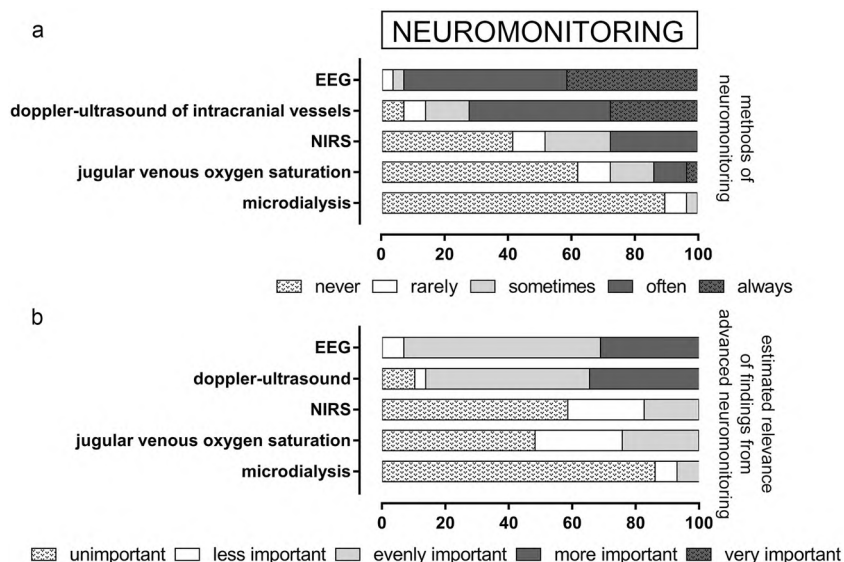 a
NEUROMONITORING
EEG
doppler-ultrasound of intracranial vessels
NIRS
jugular venous oxygen saturation
microdialysis
methods of
neuromonitoring
0 20 40 60 80 100
never rarely sometimes often always
b
EEG
doppler-ultrasound
NIRS
jugular venous oxygen saturation
microdialysis
estimated relevance
of findings from
advanced neuromonitoring
0 20 40 60 80 100
unimportant less important evenly important more important very important